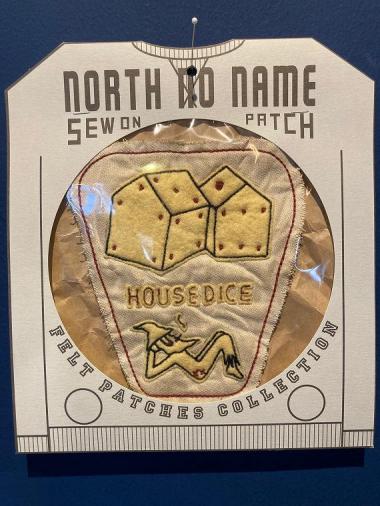 NORTH NO NAME
SEW ON PATCH
HOUSEDICE
FELT PATCHES COLLECTION